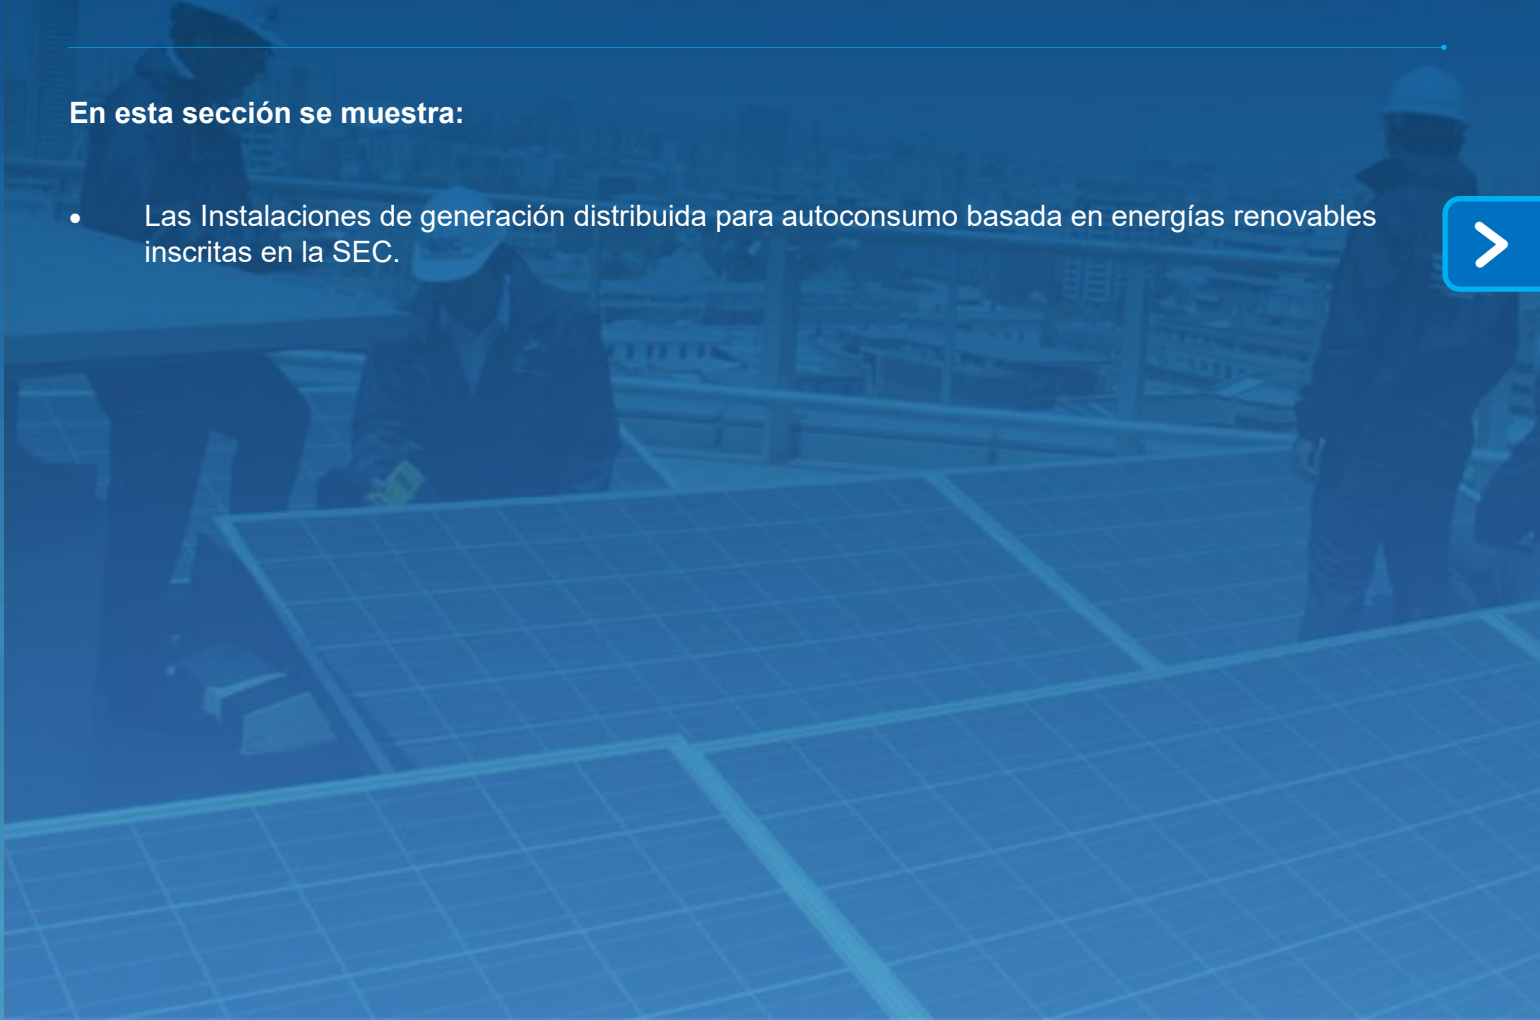 En esta sección se muestra:
• Las Instalaciones de generación distribuida para autoconsumo basada en energías renovables
inscritas en la SEC.